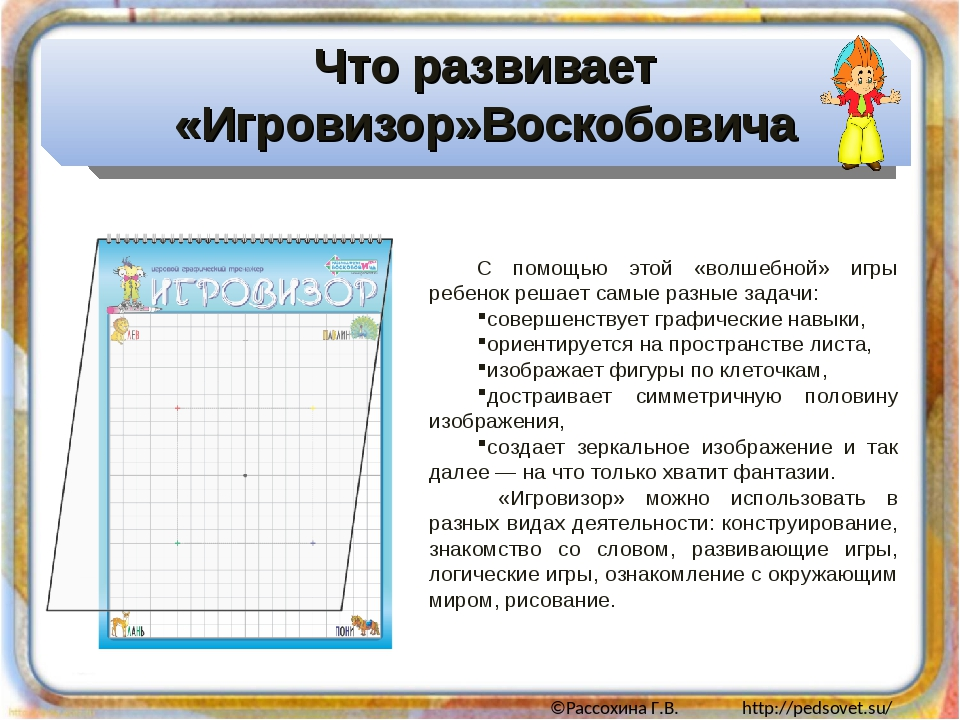 Что развивает
«Игровизор»Воскобовича
игровой графический тренажер
ИГРОВИЗОР
ЛЕВ
ПАВЛИН
ЛАНЬ
ПОНИ
С помощью этой «волшебной» игры
ребенок решает самые разные задачи:
▪совершенствует графические навыки,
▪ориентируется на пространстве листа,
▪изображает фигуры по клеточкам,
▪достраивает симметричную половину
изображения,
▪создает зеркальное изображение и так
далее — на что только хватит фантазии.
«Игровизор» можно использовать в
разных видах деятельности: конструирование,
знакомство со словом, развивающие игры,
логические игры, ознакомление с окружающим
миром, рисование.
©Рассохина Г.В. http://pedsovet.su/